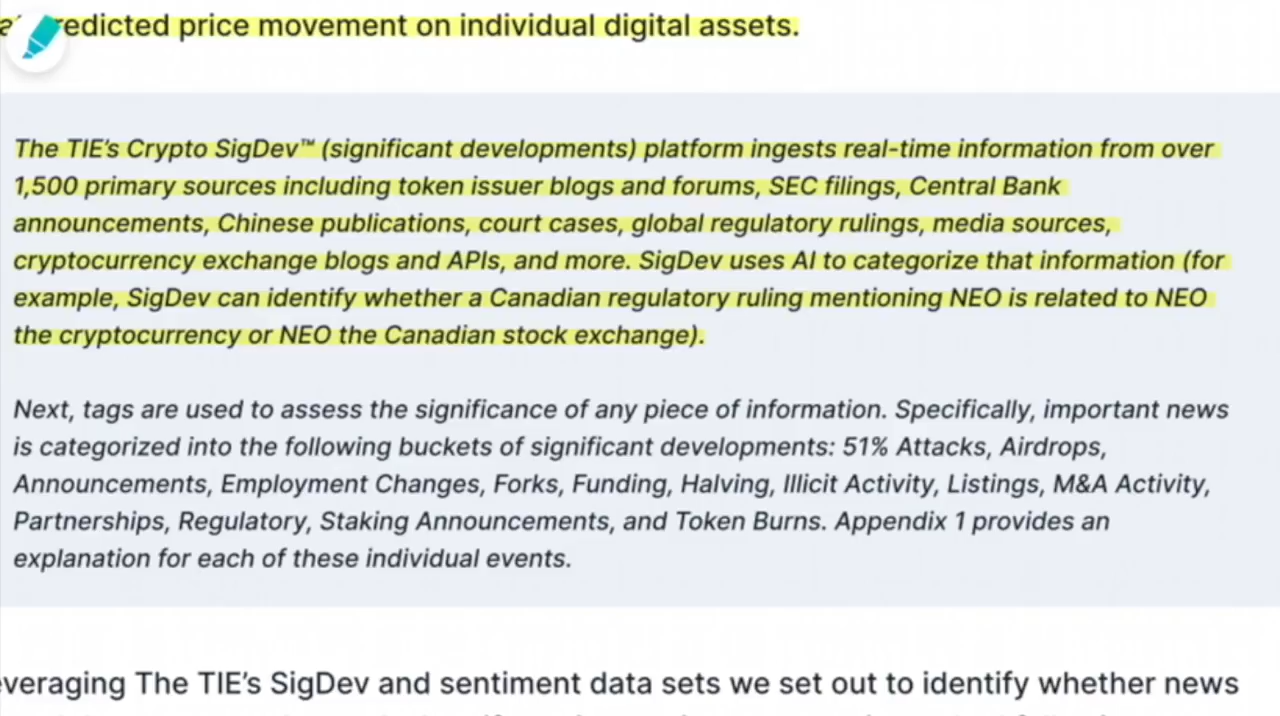 edicted price movement on individual digital assets.
The TIE's Crypto SigDev™ (significant developments) platform ingests real-time information from over
1,500 primary sources including token issuer blogs and forums, SEC filings, Central Bank
announcements, Chinese publications, court cases, global regulatory rulings, media sources,
cryptocurrency exchange blogs and APIs, and more. SigDev uses AI to categorize that information (for
example, SigDev can identify whether a Canadian regulatory ruling mentioning NEO is related to NEO
the cryptocurrency or NEO the Canadian stock exchange).
Next, tags are used to assess the significance of any piece of information. Specifically, important news
is categorized into the following buckets of significant developments: 51% Attacks, Airdrops,
Announcements, Employment Changes, Forks, Funding, Halving, Illicit Activity, Listings, M&A Activity,
Partnerships, Regulatory, Staking Announcements, and Token Burns. Appendix 1 provides an
explanation for each of these individual events.
everaging The TIE's SigDev and sentiment data sets we set out to identify whether news